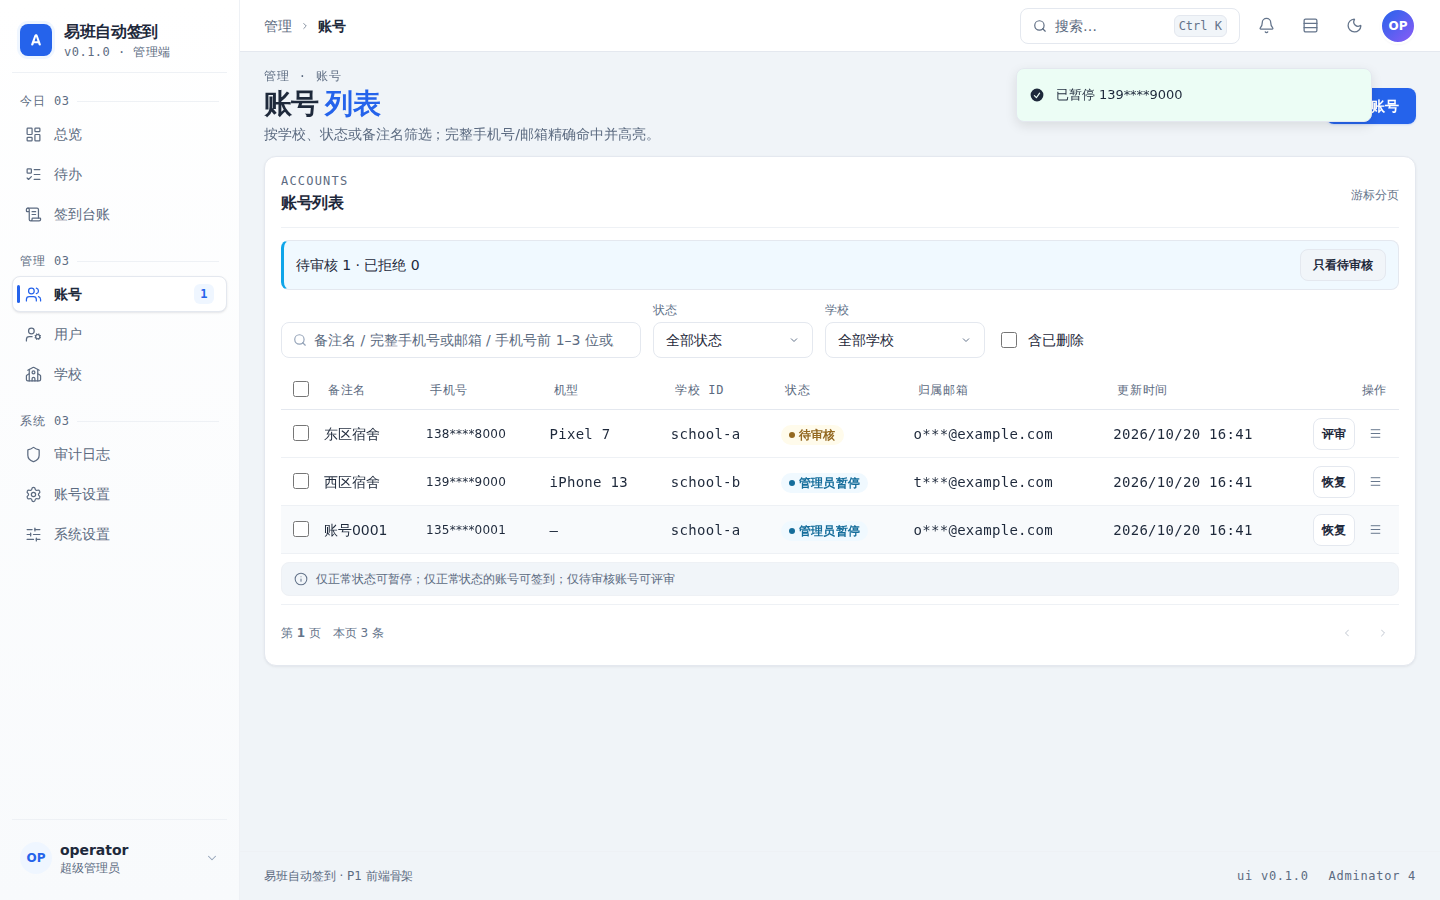 易班自动签到
v0.1.0 · 管理端
今日 03
总览
待办
签到台账
管理 03
账号 1
用户
学校
系统 03
审计日志
账号设置
系统设置
OP operator
超级管理员
管理 › 账号
搜索... Ctrl K OP
管理 · 账号
账号 列表
按学校、状态或备注名筛选；完整手机号/邮箱精确命中并高亮。
已暂停 139****9000
账号
ACCOUNTS
账号列表
游标分页
待审核 1 · 已拒绝 0
只看待审核
状态 学校
备注名 / 完整手机号或邮箱 / 手机号前 1–3 位或 全部状态 全部学校 含已删除
备注名 手机号 机型 学校 ID 状态 归属邮箱 更新时间 操作
东区宿舍 138****8000 Pixel 7 school-a 待审核 o***@example.com 2026/10/20 16:41 评审
西区宿舍 139****9000 iPhone 13 school-b 管理员暂停 t***@example.com 2026/10/20 16:41 恢复
账号0001 135****0001 — school-a 管理员暂停 o***@example.com 2026/10/20 16:41 恢复
仅正常状态可暂停；仅正常状态的账号可签到；仅待审核账号可评审
第 1 页 本页 3 条
易班自动签到 · P1 前端骨架
ui v0.1.0 Adminator 4